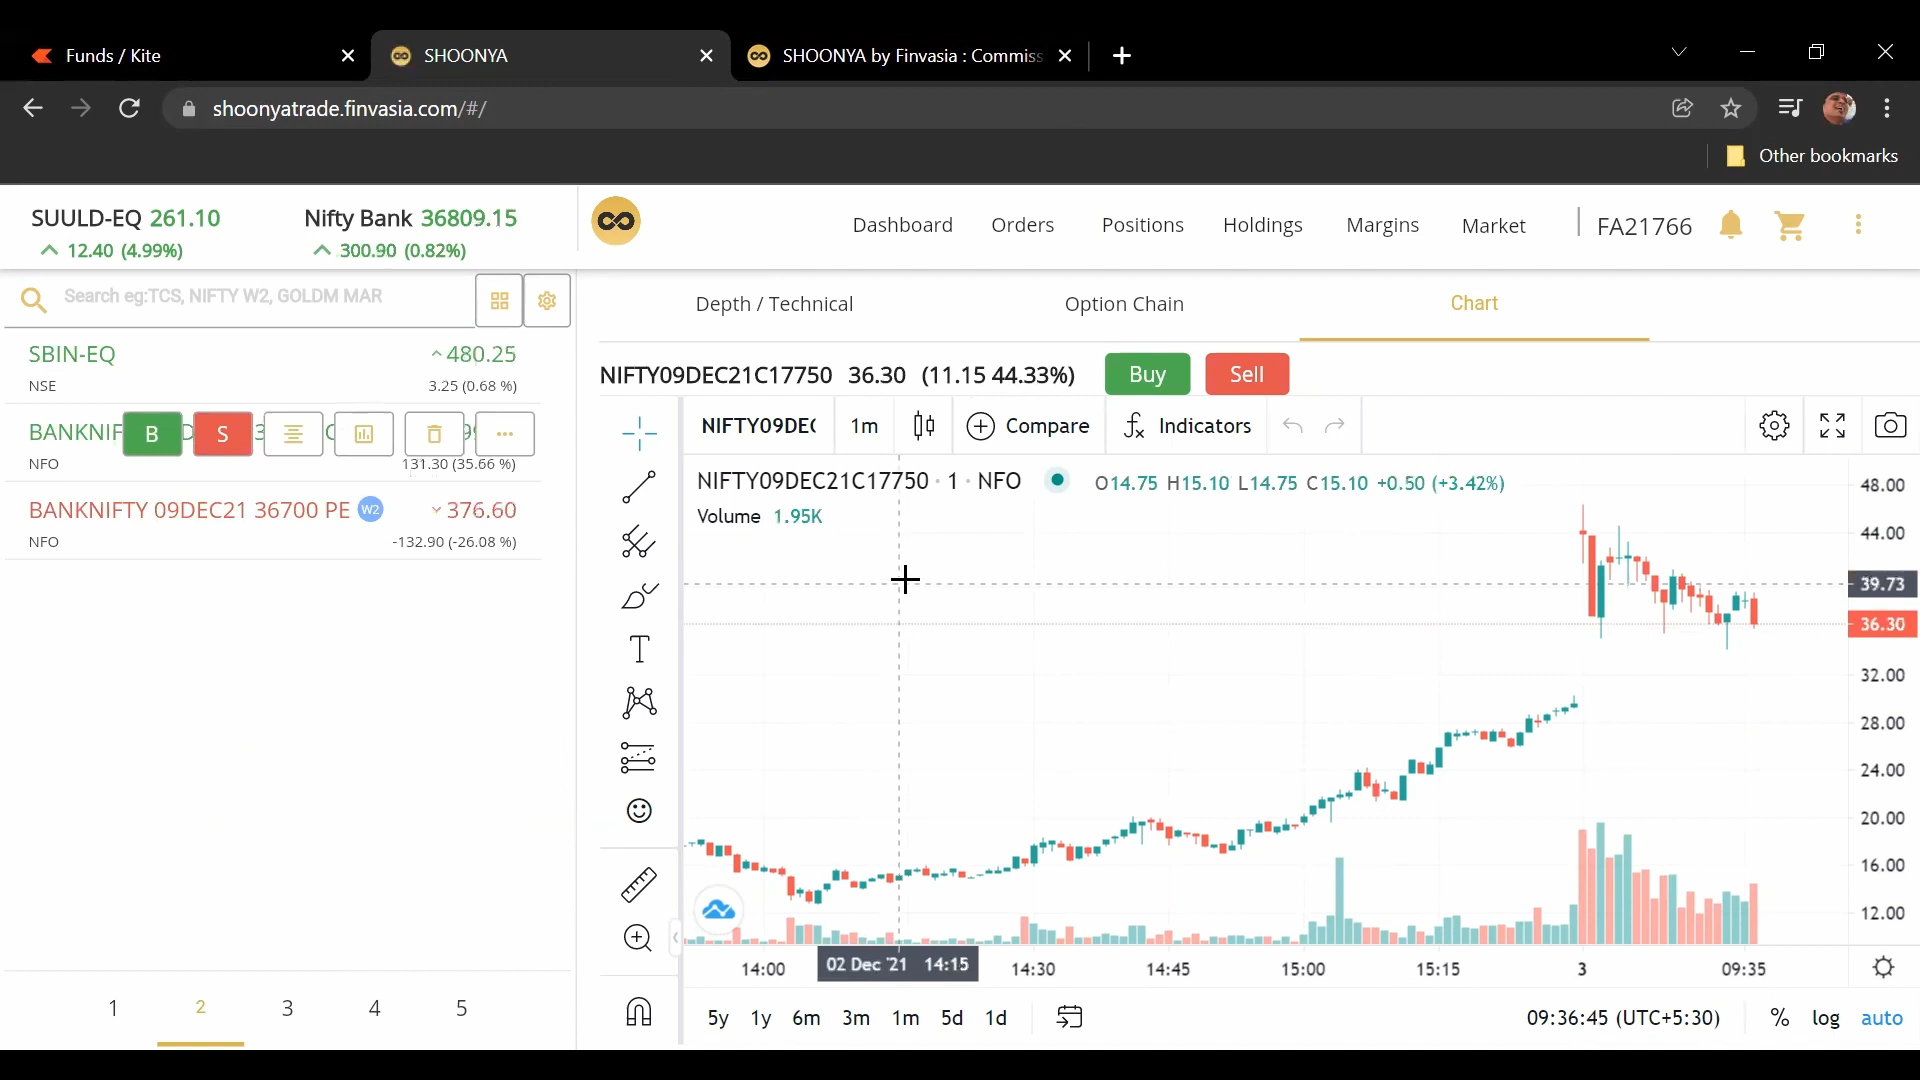 Funds / Kite
SHOONYA
SHOONYA by Finvasia : Commiss
shoonyatrade.finvasia.com/#/
Other bookmarks
SUULD-EQ 261.10
12.40 (4.99%)
Nifty Bank 36809.15
300.90 (0.82%)
Dashboard
Orders
Positions
Holdings
Margins
Market
FA21766
Search eg:TCS, NIFTY W2, GOLDM MAR
Depth / Technical
Option Chain
Chart
SBIN-EQ
480.25
NSE
3.25 (0.68 %)
NIFTY09DEC21C17750 36.30 (11.15 44.33%)
Buy
Sell
BANKNIF
B
S
NFO
131.30 (35.66 %)
BANKNIFTY 09DEC21 36700 PE W2
376.60
NFO
-132.90 (-26.08 %)
NIFTY09DEC
1m
Compare
Indicators
NIFTY09DEC21C17750 · 1 · NFO
O14.75 H15.10 L14.75 C15.10 +0.50 (+3.42%)
Volume 1.95K
48.00
44.00
39.73
36.30
32.00
28.00
24.00
20.00
16.00
12.00
14:00
02 Dec '21 14:15
14:30
14:45
15:00
15:15
3
09:35
1
2
3
4
5
5y
1y
6m
3m
1m
5d
1d
09:36:45 (UTC+5:30)
%
log
auto